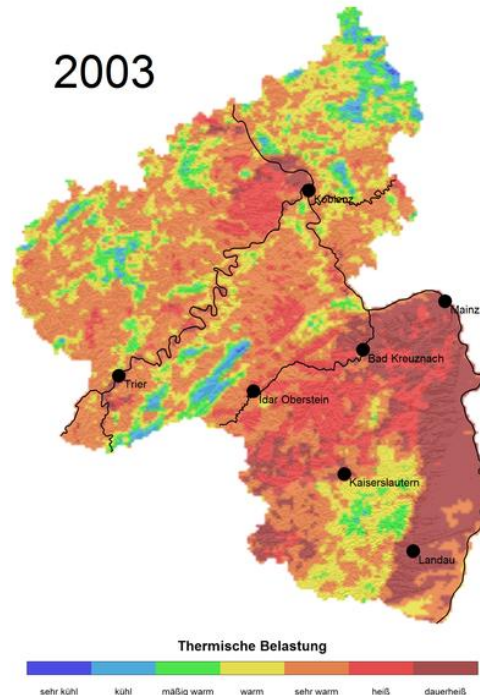 2003
Koblenz
Mainz
Bad Kreuznach
Trier
Idar Oberstein
Kaiserslautern
Landau
Thermische Belastung
sehr kühl kühl mäßig warm warm sehr warm heiß dauerheiß